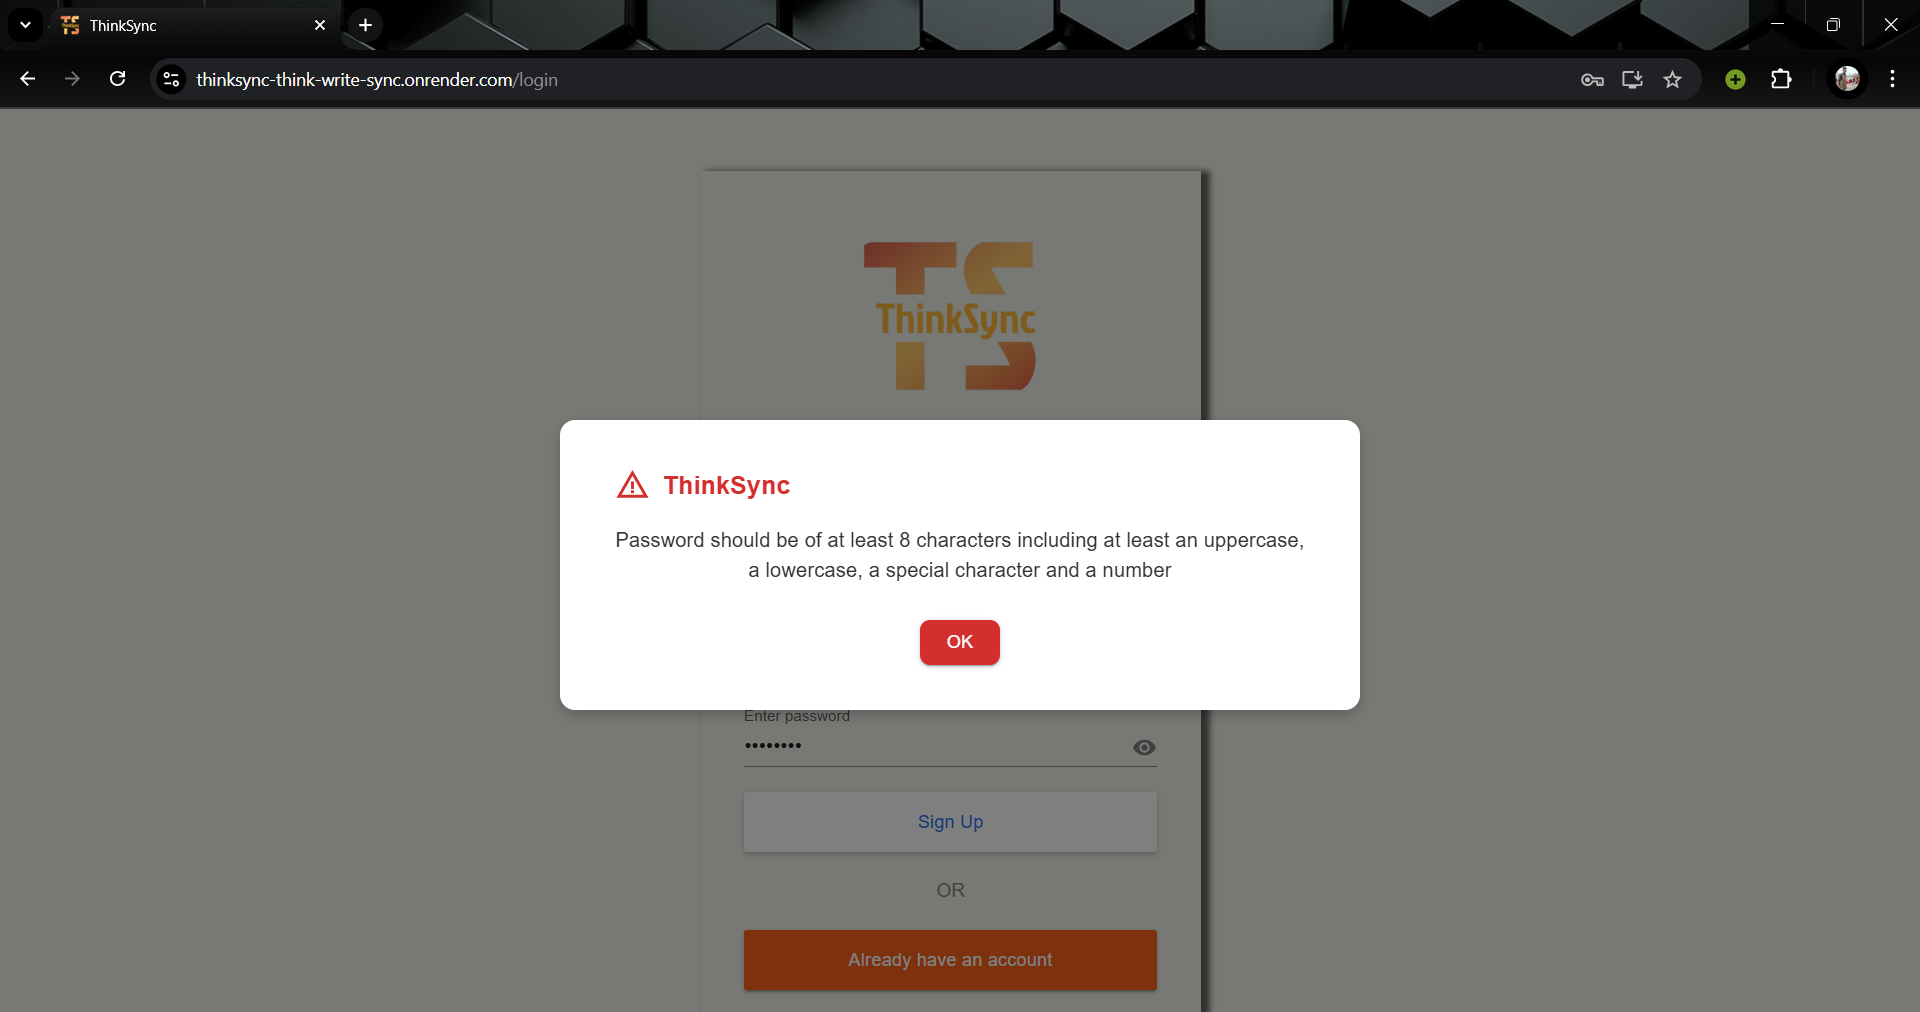 ThinkSync
thinksync-think-write-sync.onrender.com/login
TS
ThinkSync
ThinkSync
Password should be of at least 8 characters including at least an uppercase,
a lowercase, a special character and a number
OK
Enter password
••••••••
Sign Up
OR
Already have an account